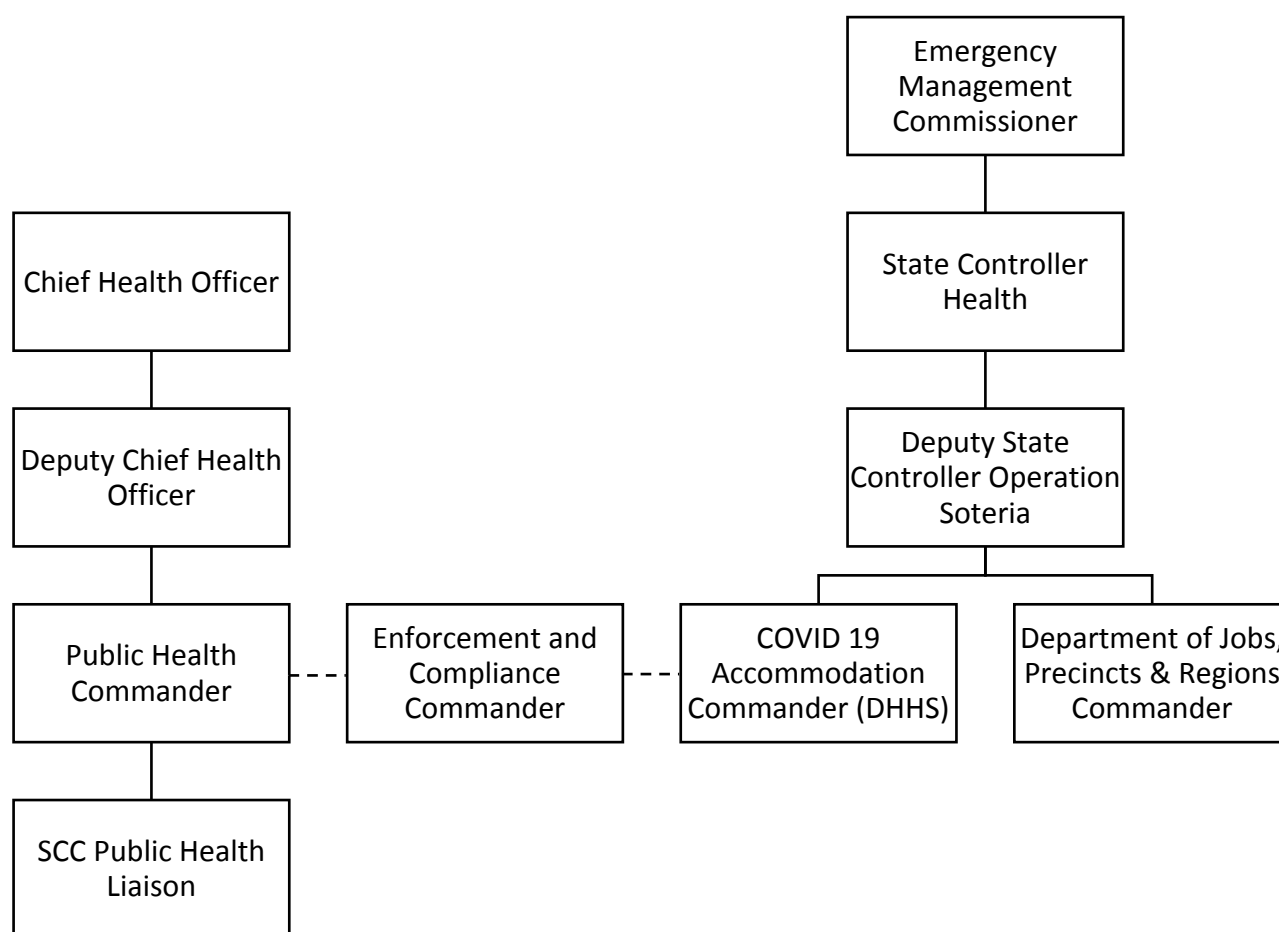 Emergency
Management
Commissioner
Chief Health Officer
State Controller
Health
Deputy Chief Health
Officer
Deputy State
Controller Operation
Soteria
Public Health
Commander
Enforcement and
Compliance
Commander
COVID 19
Accommodation
Commander (DHHS)
Department of Jobs,
Precincts & Regions
Commander
SCC Public Health
Liaison